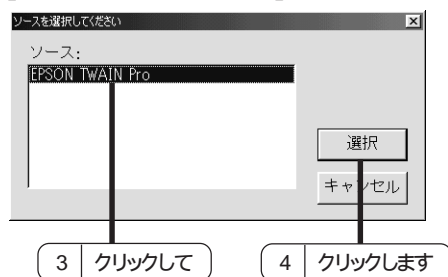 ソースを選択してください
ソース:
EPSON TWAIN Pro
選択
キャンセル
3 クリックして
4 クリックします